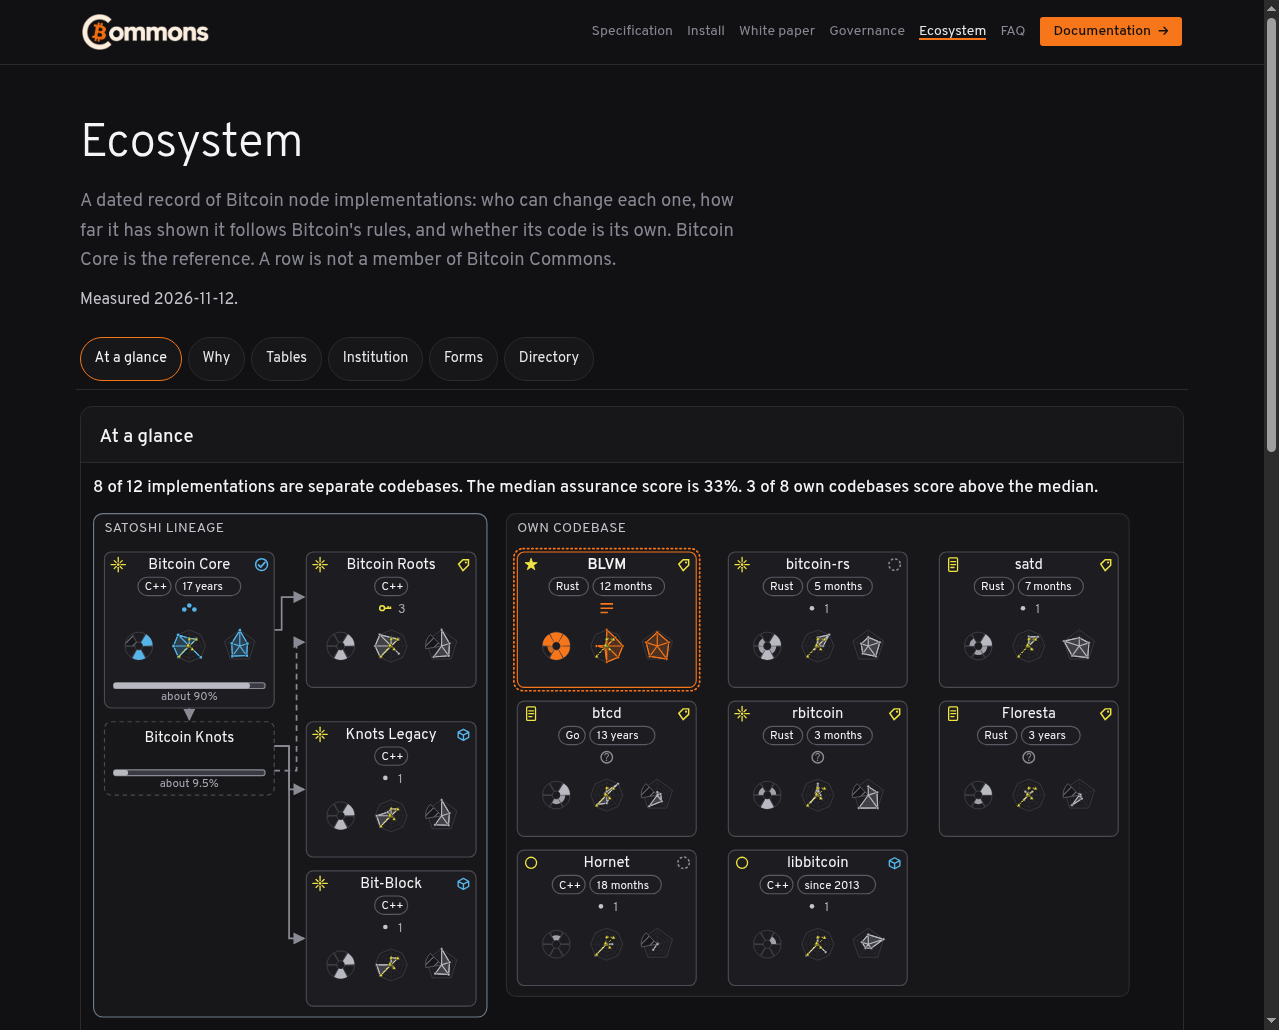 Commons
Specification Install White paper Governance Ecosystem FAQ Documentation →
Ecosystem
A dated record of Bitcoin node implementations: who can change each one, how
far it has shown it follows Bitcoin's rules, and whether its code is its own. Bitcoin
Core is the reference. A row is not a member of Bitcoin Commons.
Measured 2026-11-12.
At a glance Why Tables Institution Forms Directory
At a glance
8 of 12 implementations are separate codebases. The median assurance score is 33%. 3 of 8 own codebases score above the median.
SATOSHI LINEAGE
Bitcoin Core
C++ 17 years
about 90%
Bitcoin Knots
about 9.5%
Bitcoin Roots
C++
3
Knots Legacy
C++
1
Bit-Block
C++
1
OWN CODEBASE
BLVM
Rust 12 months
bitcoin-rs
Rust 5 months
1
satd
Rust 7 months
1
btcd
Go 13 years
?
rbitcoin
Rust 3 months
?
Floresta
Rust 3 years
?
Hornet
C++ 18 months
1
libbitcoin
C++ since 2013
1